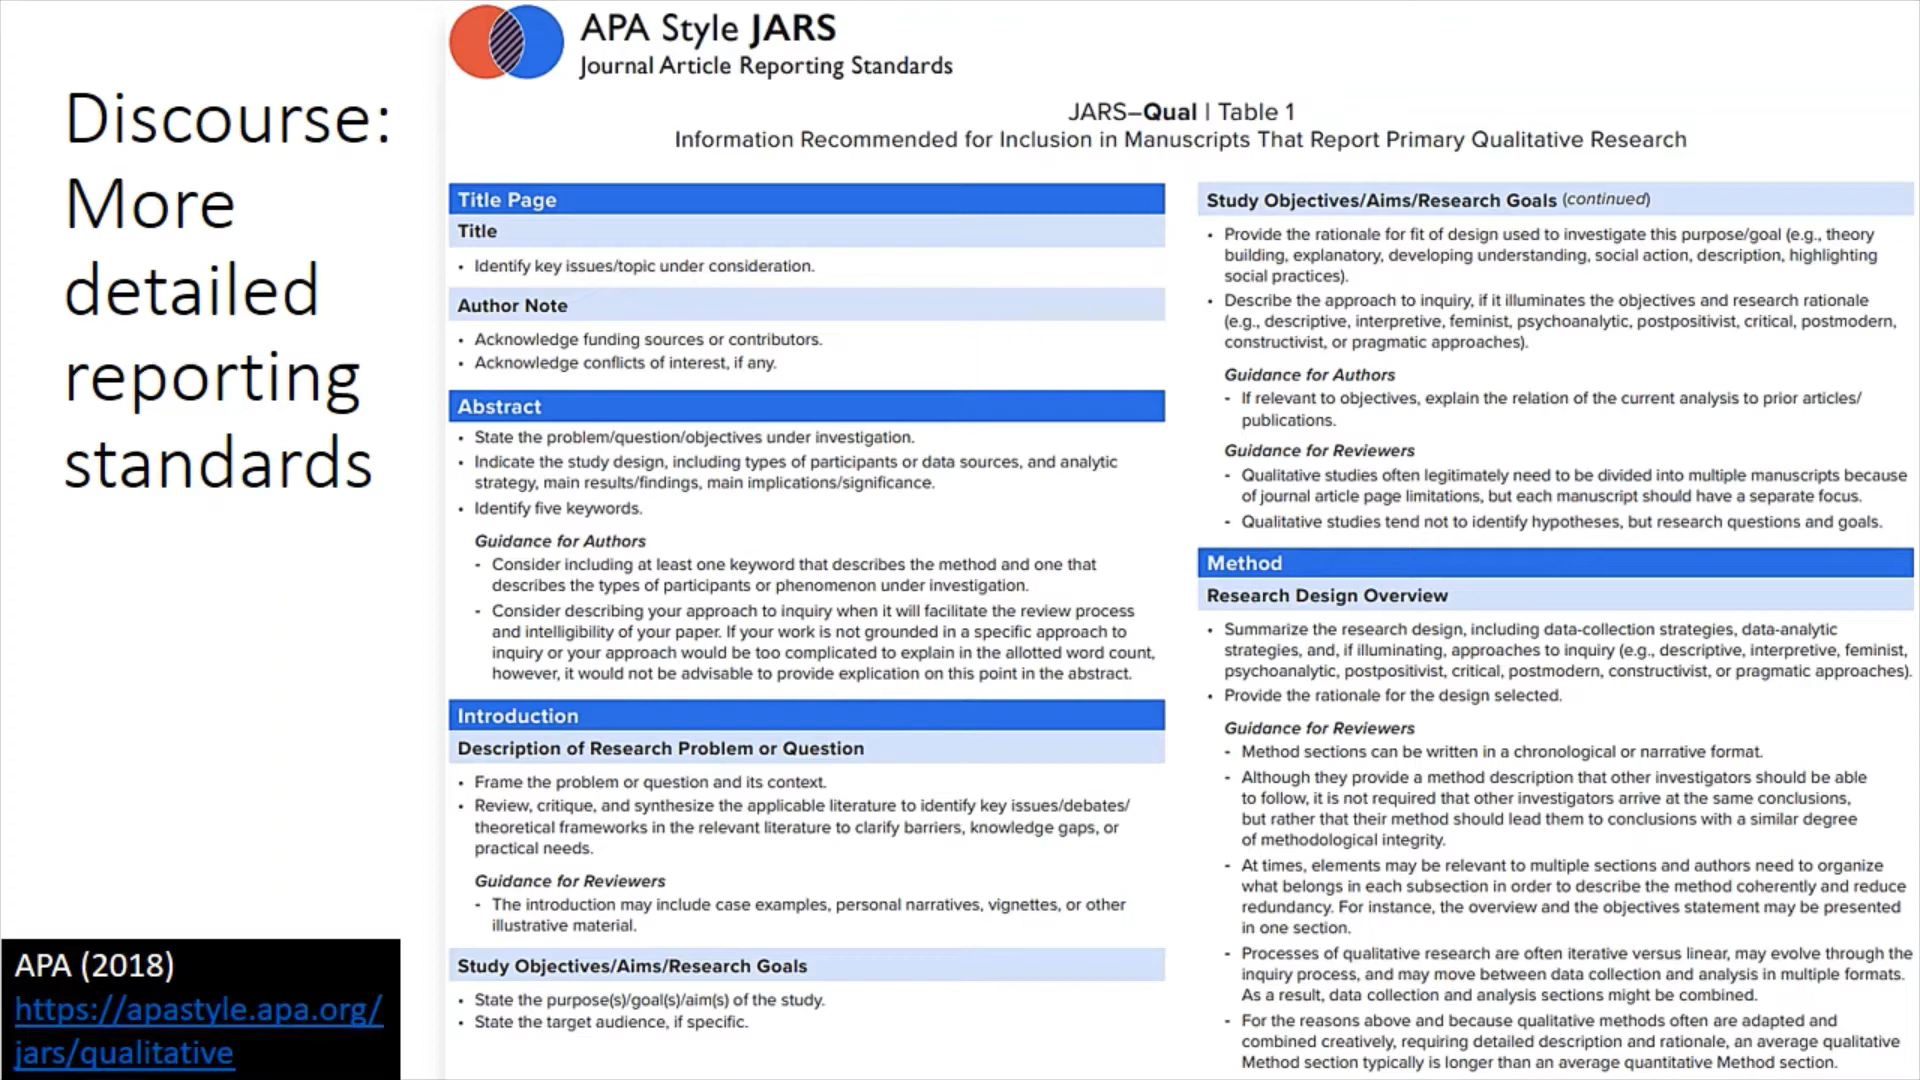 Discourse:
More
detailed
reporting
standards
APA (2018)
https://apastyle.apa.org/
jars/qualitative
APA Style JARS
Journal Article Reporting Standards
JARS–Qual | Table 1
Information Recommended for Inclusion in Manuscripts That Report Primary Qualitative Research
Title Page
Title
• Identify key issues/topic under consideration.
Author Note
• Acknowledge funding sources or contributors.
• Acknowledge conflicts of interest, if any.
Abstract
• State the problem/question/objectives under investigation.
• Indicate the study design, including types of participants or data sources, and analytic
strategy, main results/findings, main implications/significance.
• Identify five keywords.
Guidance for Authors
- Consider including at least one keyword that describes the method and one that
describes the types of participants or phenomenon under investigation.
- Consider describing your approach to inquiry when it will facilitate the review process
and intelligibility of your paper. If your work is not grounded in a specific approach to
inquiry or your approach would be too complicated to explain in the allotted word count,
however, it would not be advisable to provide explication on this point in the abstract.
Introduction
Description of Research Problem or Question
• Frame the problem or question and its context.
• Review, critique, and synthesize the applicable literature to identify key issues/debates/
theoretical frameworks in the relevant literature to clarify barriers, knowledge gaps, or
practical needs.
Guidance for Reviewers
- The introduction may include case examples, personal narratives, vignettes, or other
illustrative material.
Study Objectives/Aims/Research Goals
• State the purpose(s)/goal(s)/aim(s) of the study.
• State the target audience, if specific.
Study Objectives/Aims/Research Goals (continued)
• Provide the rationale for fit of design used to investigate this purpose/goal (e.g., theory
building, explanatory, developing understanding, social action, description, highlighting
social practices).
• Describe the approach to inquiry, if it illuminates the objectives and research rationale
(e.g., descriptive, interpretive, feminist, psychoanalytic, postpositivist, critical, postmodern,
constructivist, or pragmatic approaches).
Guidance for Authors
- If relevant to objectives, explain the relation of the current analysis to prior articles/
publications.
Guidance for Reviewers
- Qualitative studies often legitimately need to be divided into multiple manuscripts because
of journal article page limitations, but each manuscript should have a separate focus.
- Qualitative studies tend not to identify hypotheses, but research questions and goals.
Method
Research Design Overview
• Summarize the research design, including data-collection strategies, data-analytic
strategies, and, if illuminating, approaches to inquiry (e.g., descriptive, interpretive, feminist,
psychoanalytic, postpositivist, critical, postmodern, constructivist, or pragmatic approaches).
• Provide the rationale for the design selected.
Guidance for Reviewers
- Method sections can be written in a chronological or narrative format.
- Although they provide a method description that other investigators should be able
to follow, it is not required that other investigators arrive at the same conclusions,
but rather that their method should lead them to conclusions with a similar degree
of methodological integrity.
- At times, elements may be relevant to multiple sections and authors need to organize
what belongs in each subsection in order to describe the method coherently and reduce
redundancy. For instance, the overview and the objectives statement may be presented
in one section.
- Processes of qualitative research are often iterative versus linear, may evolve through the
inquiry process, and may move between data collection and analysis in multiple formats.
As a result, data collection and analysis sections might be combined.
- For the reasons above and because qualitative methods often are adapted and
combined creatively, requiring detailed description and rationale, an average qualitative
Method section typically is longer than an average quantitative Method section.